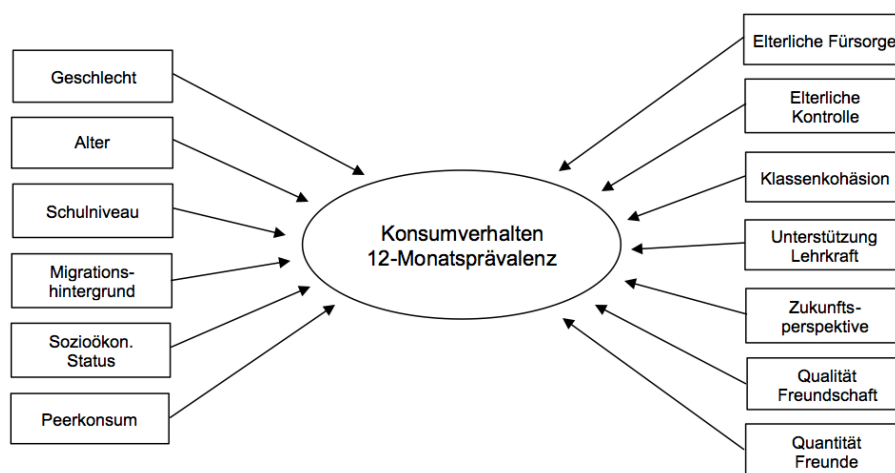 Geschlecht
Alter
Schulniveau
Migrations-
hintergrund
Sozioökon.
Status
Peerkonsum
Konsumverhalten
12-Monatsprävalenz
Elterliche Fürsorge
Elterliche
Kontrolle
Klassenkohäsion
Unterstützung
Lehrkraft
Zukunfts-
perspektive
Qualität
Freundschaft
Quantität
Freunde